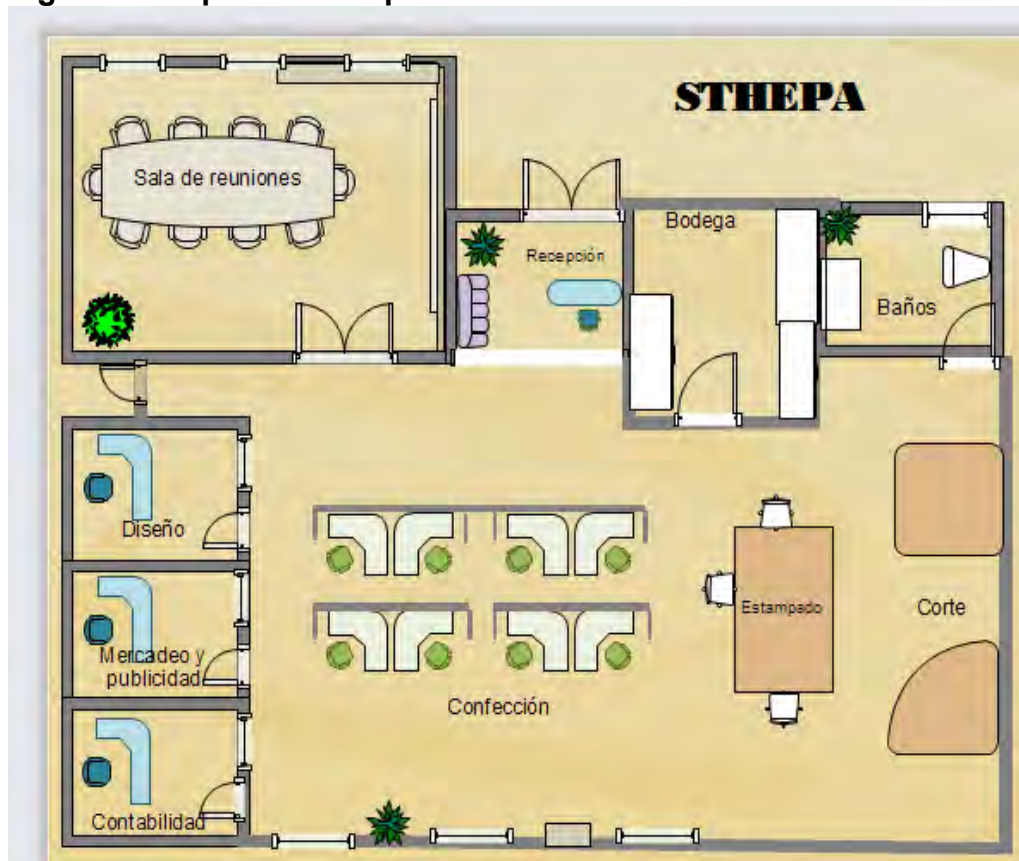 STHEPA
Sala de reuniones
Bodega
Recepción
Baños
Diseño
Mercadeo y
publicidad
Estampado
Corte
Confección
Contabilidad